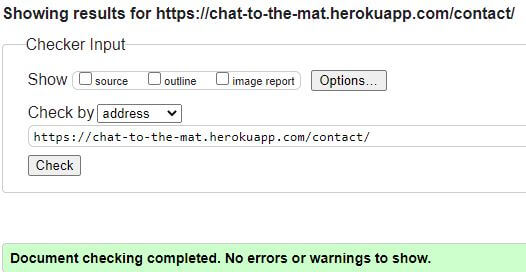 Showing results for https://chat-to-the-mat.herokuapp.com/contact/
Checker Input
Show source outline image report Options...
Check by address
https://chat-to-the-mat.herokuapp.com/contact/
Check
Document checking completed. No errors or warnings to show.